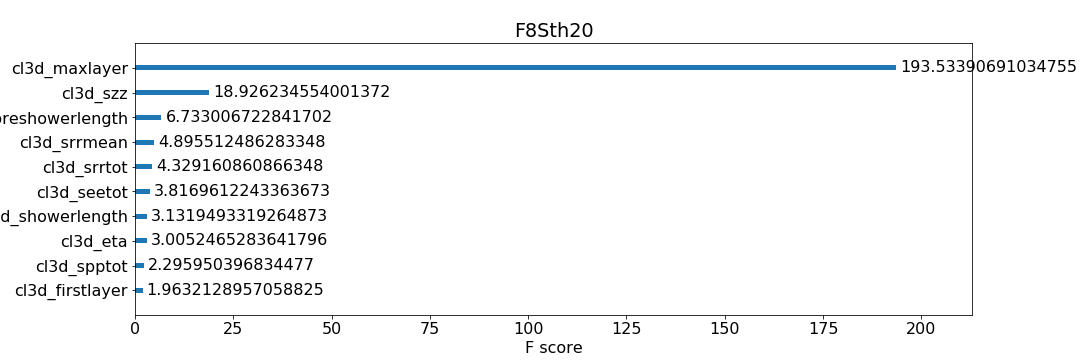 F8Sth20
cl3d_maxlayer 193.53390691034755
cl3d_szz 18.926234554001372
reshowerlength 6.733006722841702
cl3d_srrmean 4.895512486283348
cl3d_srrtot 4.329160860866348
cl3d_seetot 3.8169612243363673
d_showerlength 3.1319493319264873
cl3d_eta 3.0052465283641796
cl3d_spptot 2.295950396834477
cl3d_firstlayer 1.9632128957058825
0 25 50 75 100 125 150 175 200
F score